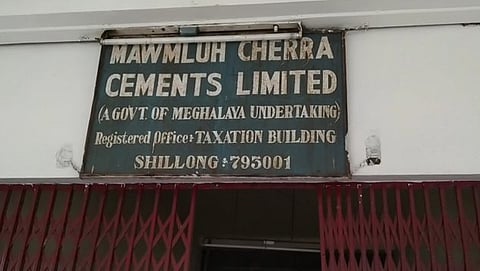 MAWMLUH CHERRA
CEMENTS LIMITED
(A GOVT. OF MEGHALAYA UNDERTAKING)
Registered Office: TAXATION BUILDING
SHILLONG: 795001